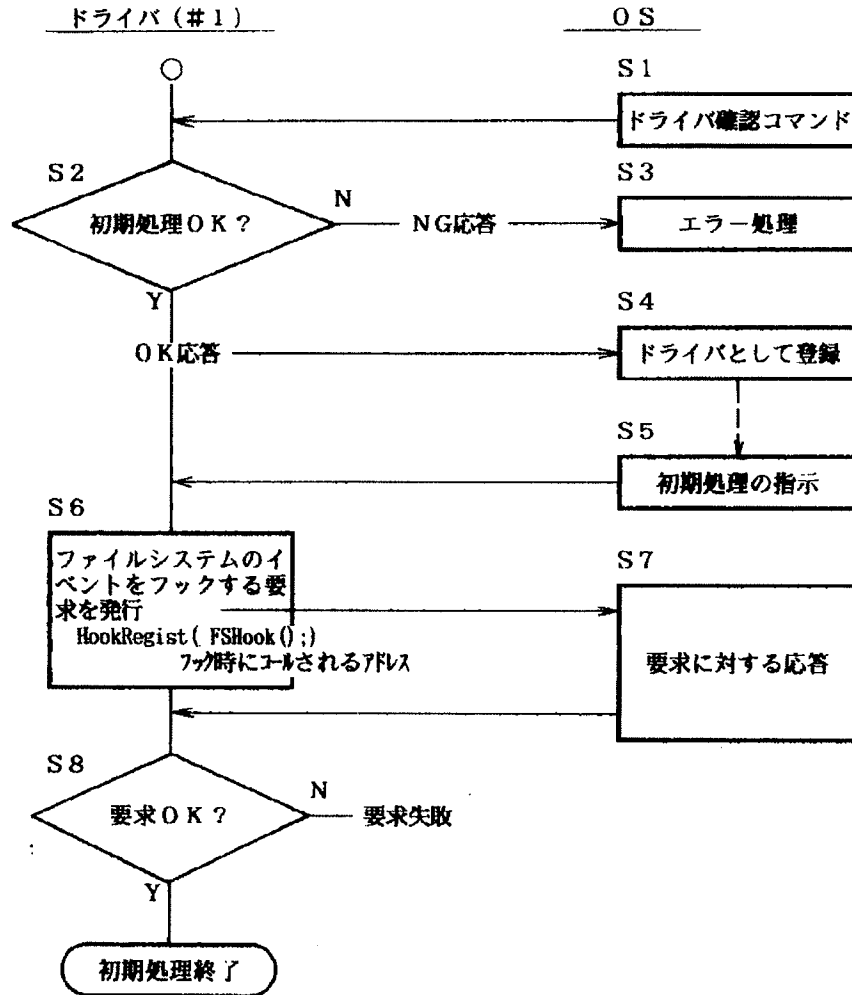 ドライバ（＃１）
ＯＳ
Ｓ１
ドライバ確認コマンド
Ｓ２
初期処理ＯＫ？
Ｎ
ＮＧ応答
Ｓ３
エラー処理
Ｙ
ＯＫ応答
Ｓ４
ドライバとして登録
Ｓ５
初期処理の指示
Ｓ６
ファイルシステムのイ
ベントをフックする要
求を発行
HookRegist( FSHook();)
フック時にコールされるアドレス
Ｓ７
要求に対する応答
Ｓ８
要求ＯＫ？
Ｎ
要求失敗
Ｙ
初期処理終了